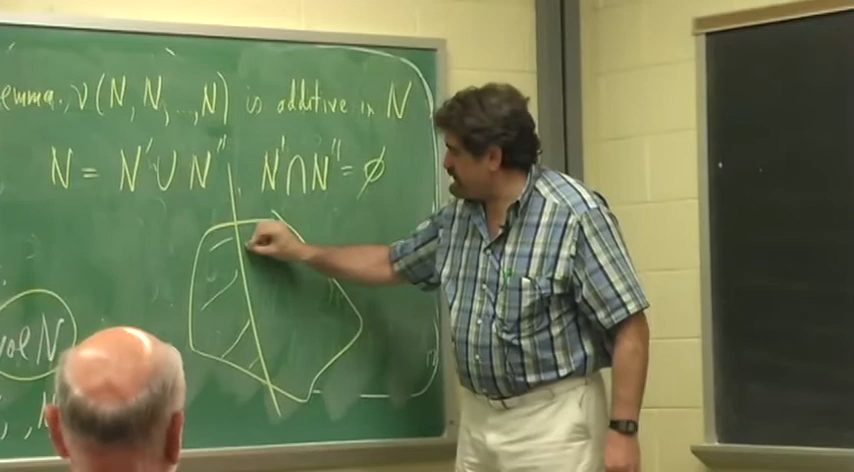 emma. ν(N, N, ..., N) is additive in N
N = N' ∪ N'' N' ∩ N'' = ∅
vol N